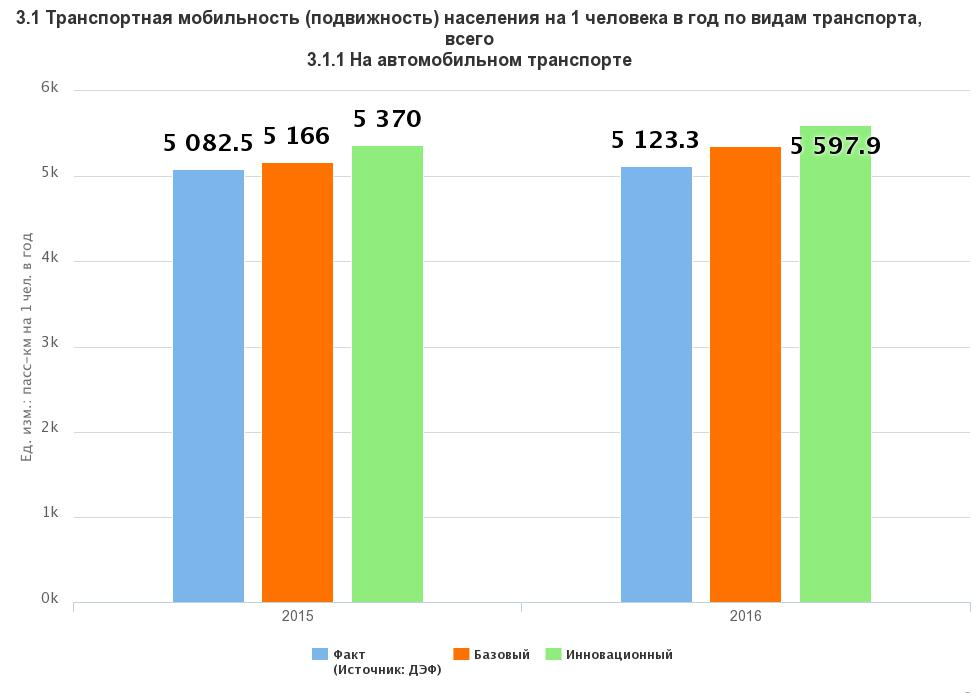 3.1 Транспортная мобильность (подвижность) населения на 1 человека в год по видам транспорта,
всего
3.1.1 На автомобильном транспорте
6k
5k
4k
3k
2k
1k
0k
Ед. изм.: пасс-км на 1 чел. в год
5 082.5
5 166
5 370
5 123.3
5 597.9
2015
2016
Факт
(Источник: ДЭФ)
Базовый
Инновационный